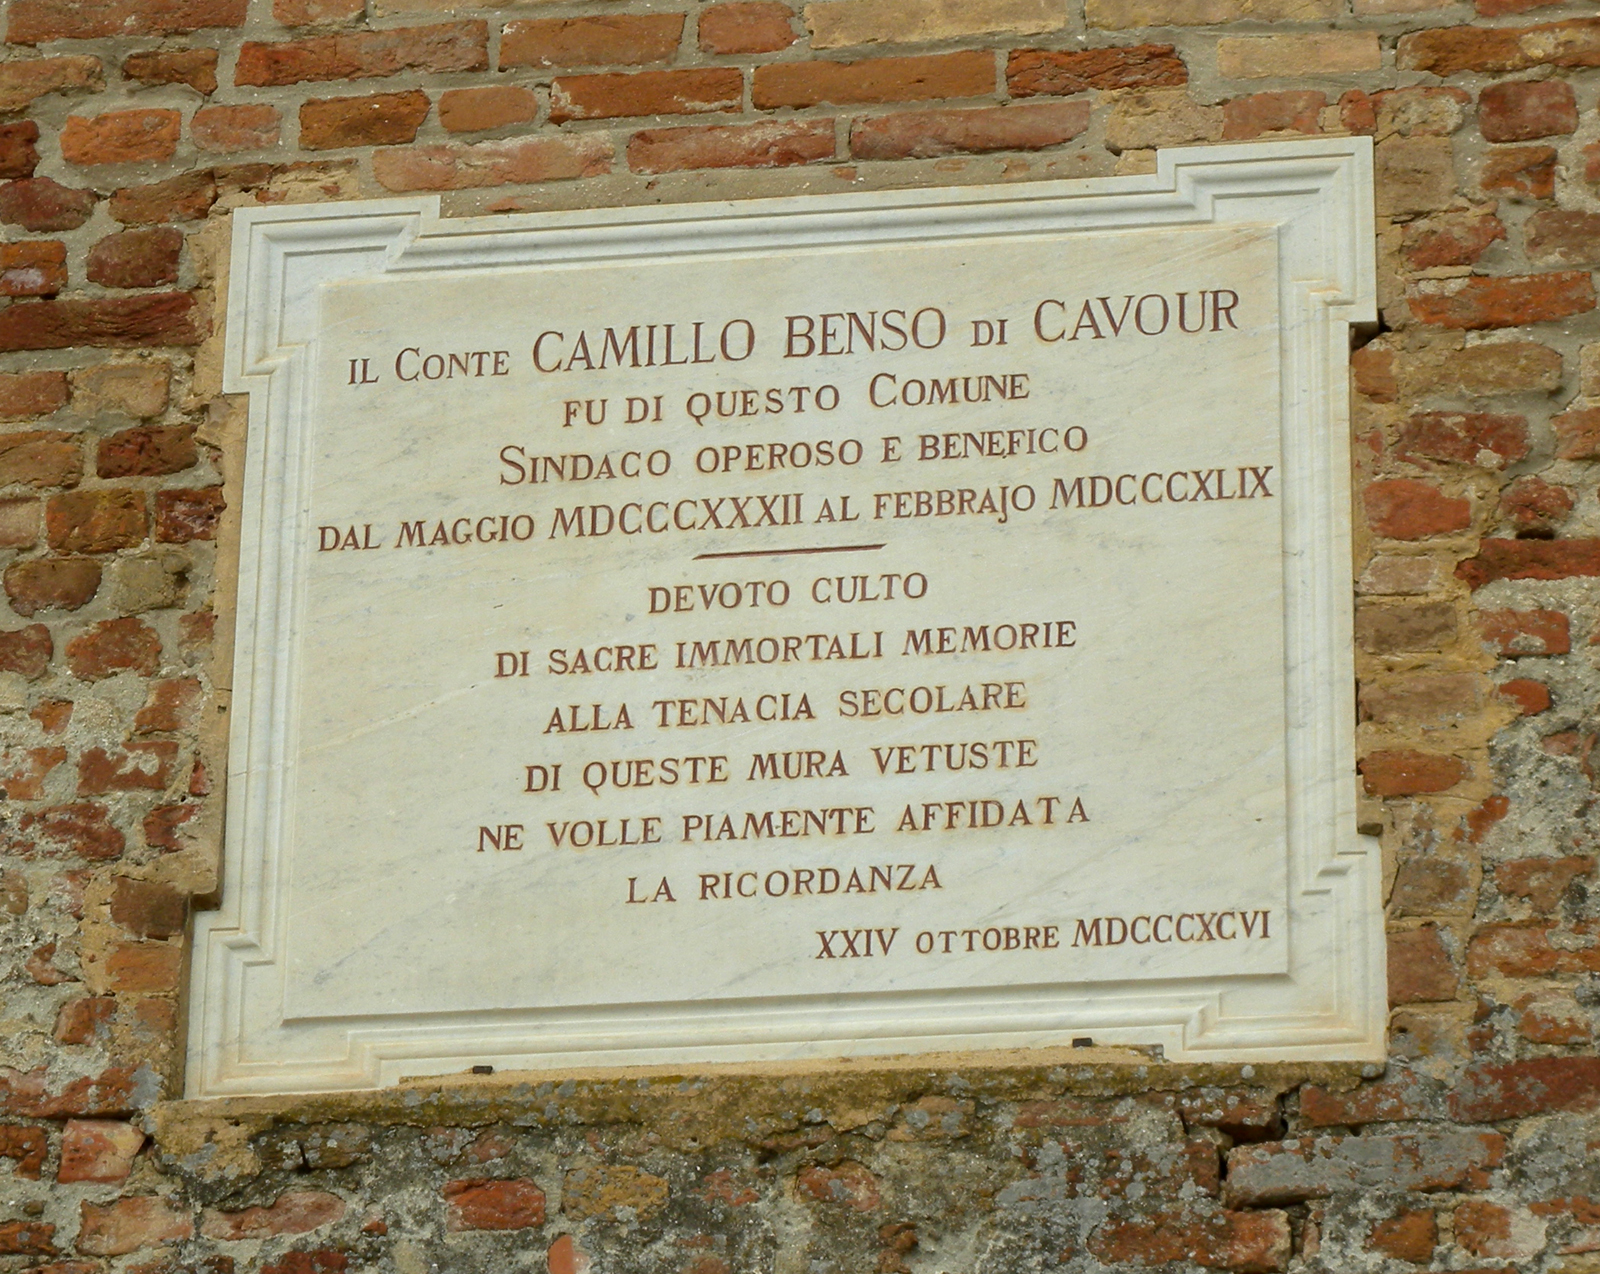 IL CONTE CAMILLO BENSO DI CAVOUR
FU DI QUESTO COMUNE
SINDACO OPEROSO E BENEFICO
DAL MAGGIO MDCCCXXXII AL FEBBRAJO MDCCCXLIX
DEVOTO CULTO
DI SACRE IMMORTALI MEMORIE
ALLA TENACIA SECOLARE
DI QUESTE MURA VETUSTE
NE VOLLE PIAMENTE AFFIDATA
LA RICORDANZA
XXIV OTTOBRE MDCCCXCVI